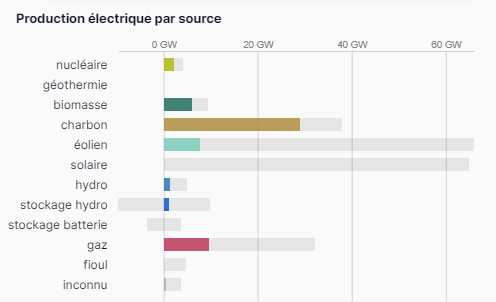 Production électrique par source
0 GW 20 GW 40 GW 60 GW
nucléaire
géothermie
biomasse
charbon
éolien
solaire
hydro
stockage hydro
stockage batterie
gaz
fioul
inconnu